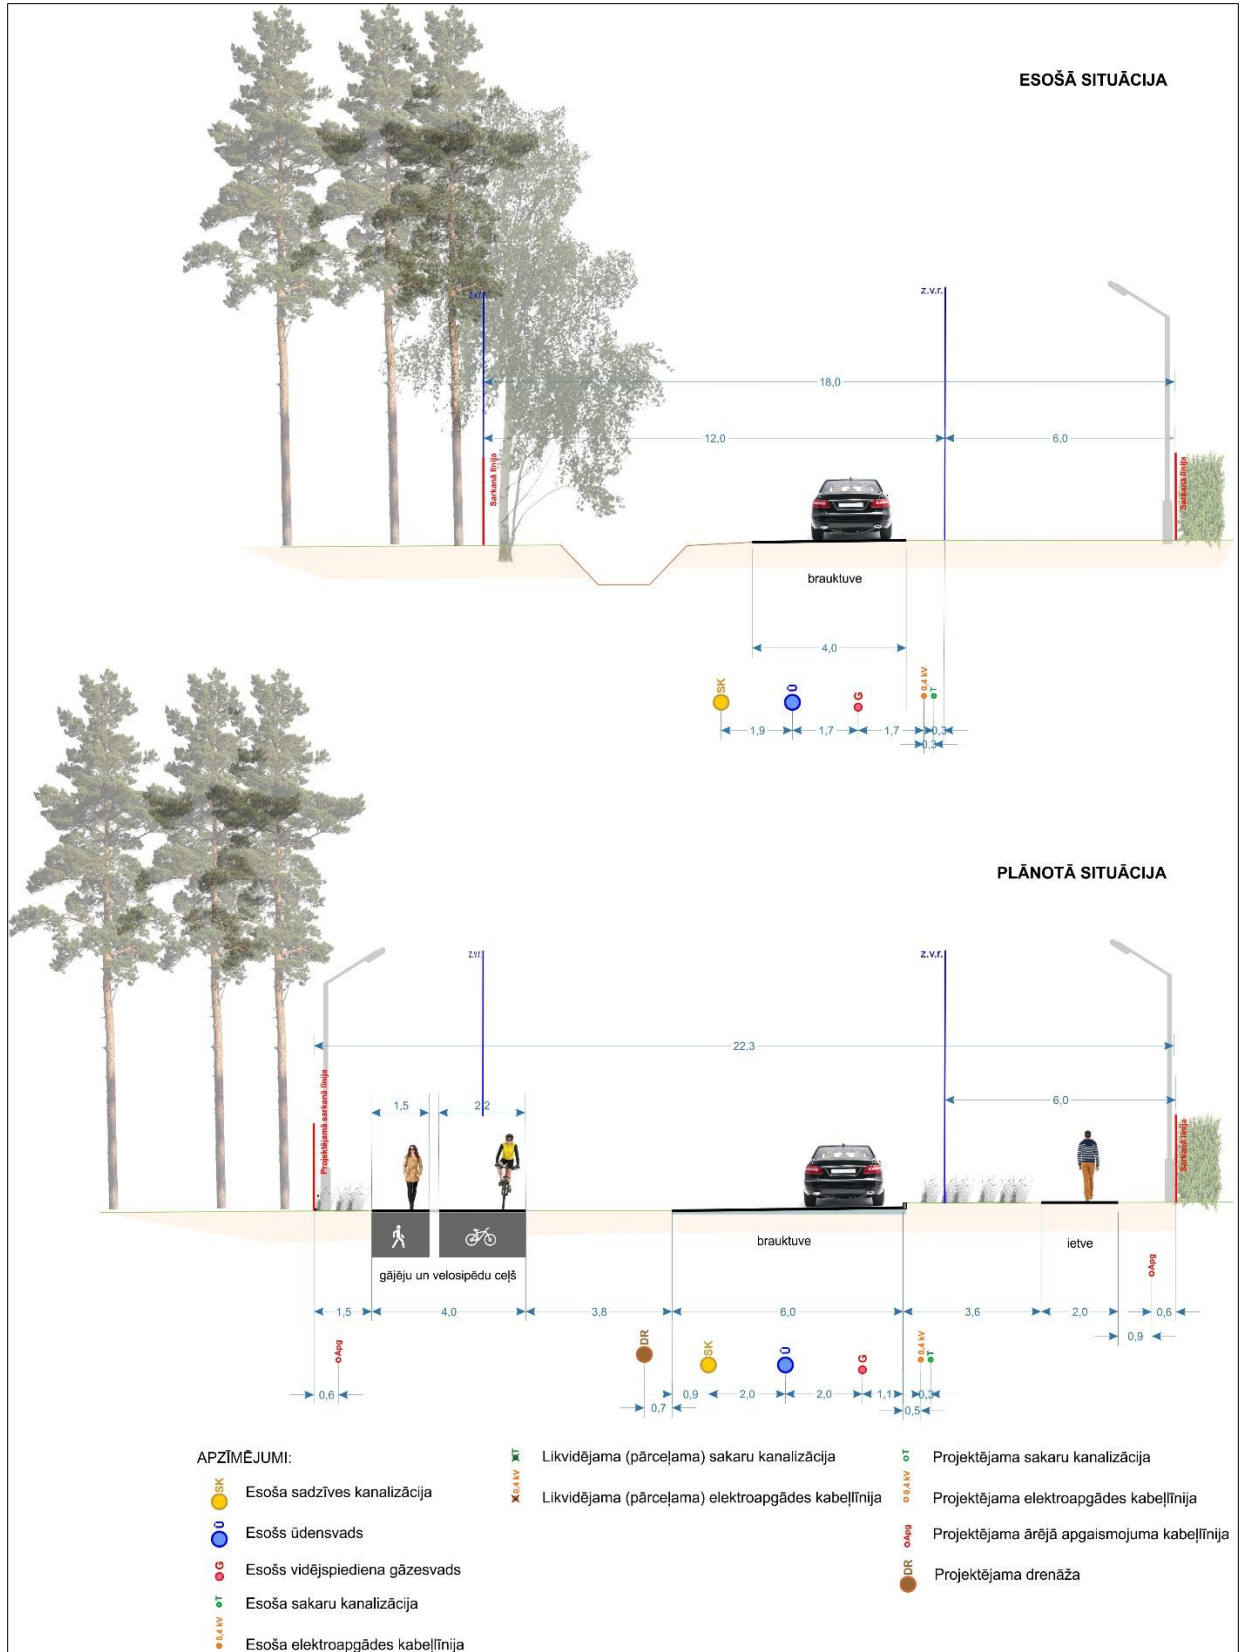 ESOŠĀ SITUĀCIJA
z.v.r.
z.v.r.
18,0
12,0
6,0
Sarkanā līnija
Sarkanā līnija
brauktuve
4,0
SK
Ū
G
0,4 kV
T
1,9
1,7
1,7
0,3
0,3
PLĀNOTĀ SITUĀCIJA
z.v.r.
z.v.r.
22,3
6,0
1,5
2,2
Projektējamā sarkanā līnija
Sarkanā līnija
brauktuve
ietve
gājēju un velosipēdu ceļš
Apg
1,5
4,0
3,8
6,0
3,6
2,0
0,6
0,9
Apg
DR
SK
Ū
G
0,4 kV
T
0,6
0,7
0,9
2,0
2,0
1,1
0,3
0,5
APZĪMĒJUMI:
SK Esoša sadzīves kanalizācija
Ū Esošs ūdensvads
G Esošs vidējspiediena gāzesvads
T Esoša sakaru kanalizācija
0,4 kV Esoša elektroapgādes kabeļlīnija
T Likvidējama (pārceļama) sakaru kanalizācija
0,4 kV Likvidējama (pārceļama) elektroapgādes kabeļlīnija
T Projektējama sakaru kanalizācija
0,4 kV Projektējama elektroapgādes kabeļlīnija
Apg Projektējama ārējā apgaismojuma kabeļlīnija
DR Projektējama drenāža